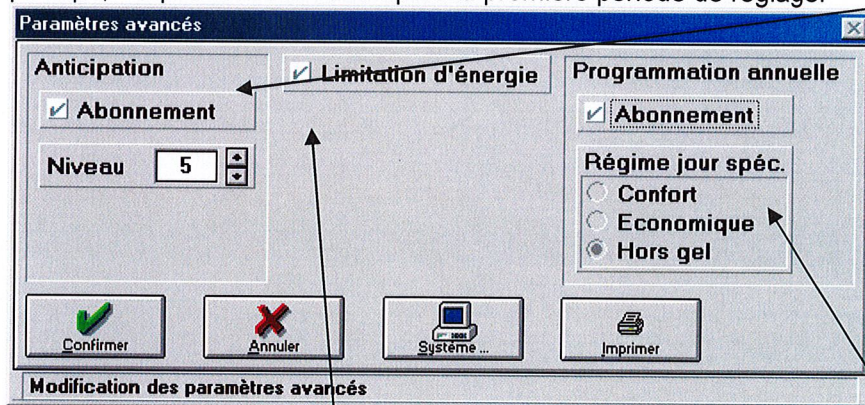 Paramètres avancés
Anticipation
Abonnement
Niveau 5
Limitation d'énergie
Programmation annuelle
Abonnement
Régime jour spéc.
Confort
Economique
Hors gel
Confirmer
Annuler
Système ...
Imprimer
Modification des paramètres avancés